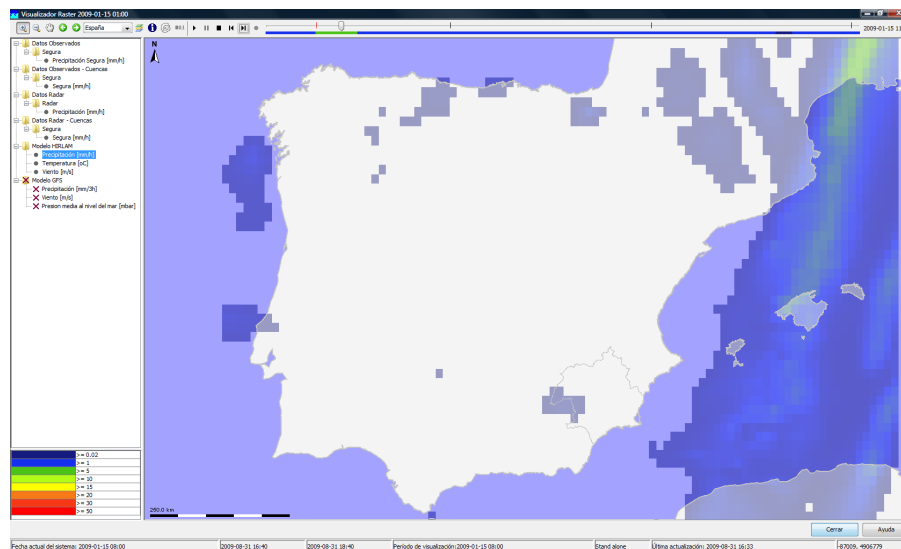 Visualizador Raster 2009-01-15 01:00
España
2009-01-15 11
Datos Observados
Segura
Precipitación Segura [mm/h]
Datos Observados - Cuencas
Segura
Segura [mm/h]
Datos Radar
Radar
Precipitación [mm/h]
Datos Radar - Cuencas
Segura
Segura [mm/h]
Modelo HIRLAM
Precipitación [mm/h]
Temperatura [oC]
Viento [m/s]
Modelo GFS
Precipitación [mm/3h]
Viento [m/s]
Presion media al nivel del mar [mbar]
N
>= 0.02
>= 1
>= 5
>= 10
>= 15
>= 20
>= 30
>= 50
260.0 km
Cerrar Ayuda
Fecha actual del sistema: 2009-01-15 08:00 2009-08-31 16:40 2009-08-31 18:40 Período de visualización:2009-01-15 08:00 Stand alone Última actualización: 2009-08-31 16:33 -87009, 4906779